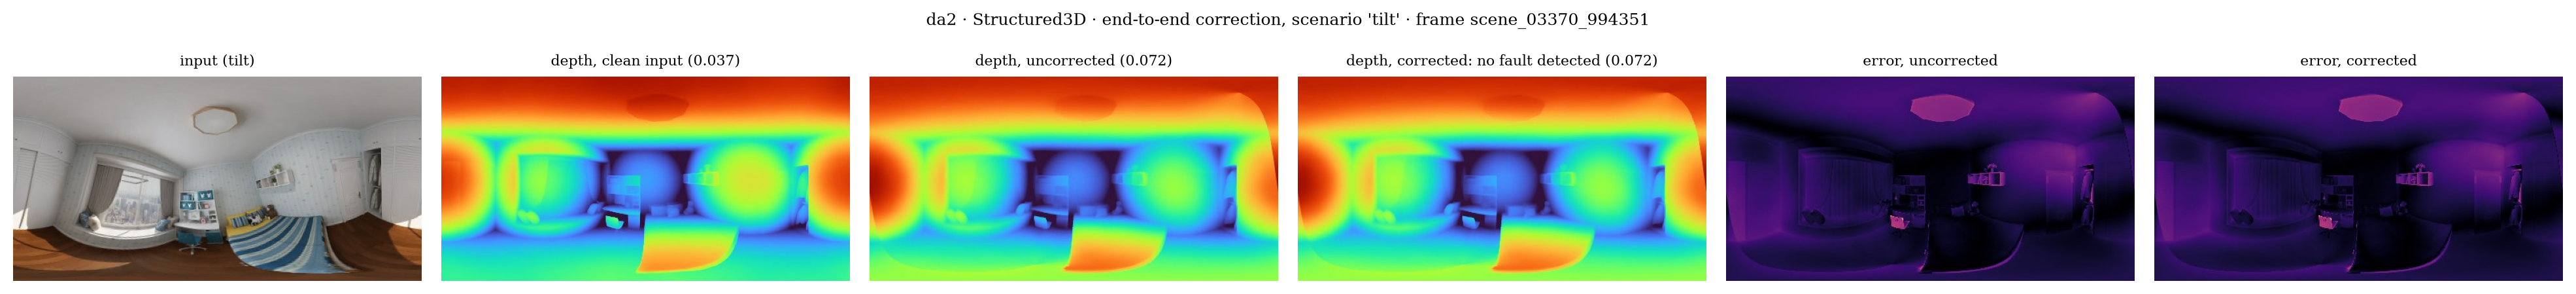 da2 · Structured3D · end-to-end correction, scenario 'tilt' · frame scene_03370_994351
input (tilt)
depth, clean input (0.037)
depth, uncorrected (0.072)
depth, corrected: no fault detected (0.072)
error, uncorrected
error, corrected